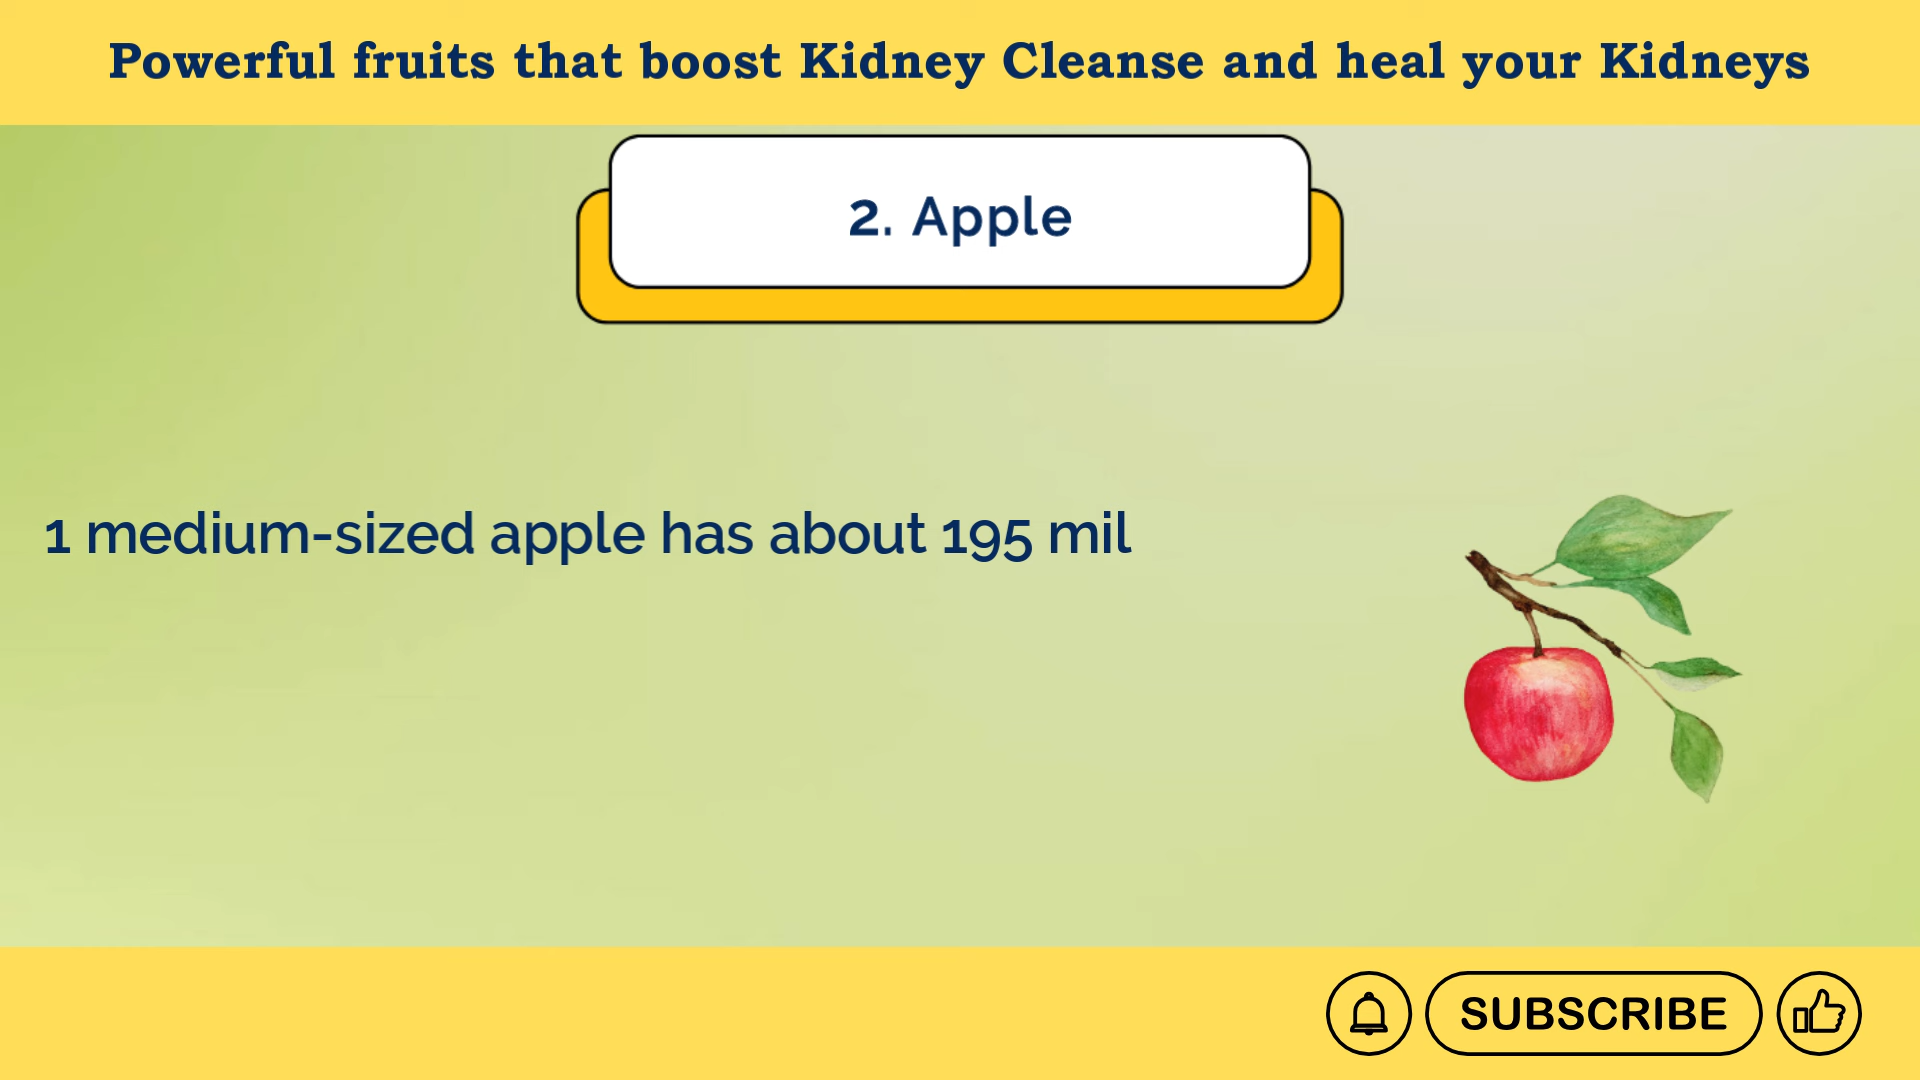 Powerful fruits that boost Kidney Cleanse and heal your Kidneys
2. Apple
1 medium-sized apple has about 195 mil
SUBSCRIBE